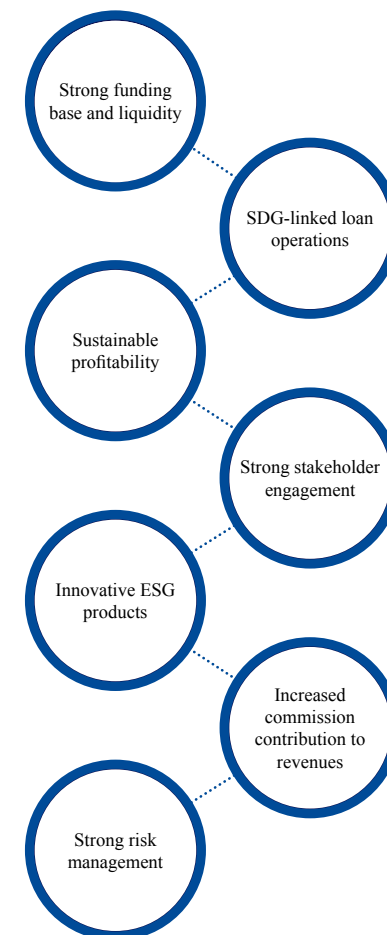 Strong funding
base and liquidity
SDG-linked loan
operations
Sustainable
profitability
Strong stakeholder
engagement
Innovative ESG
products
Increased
commission
contribution to
revenues
Strong risk
management